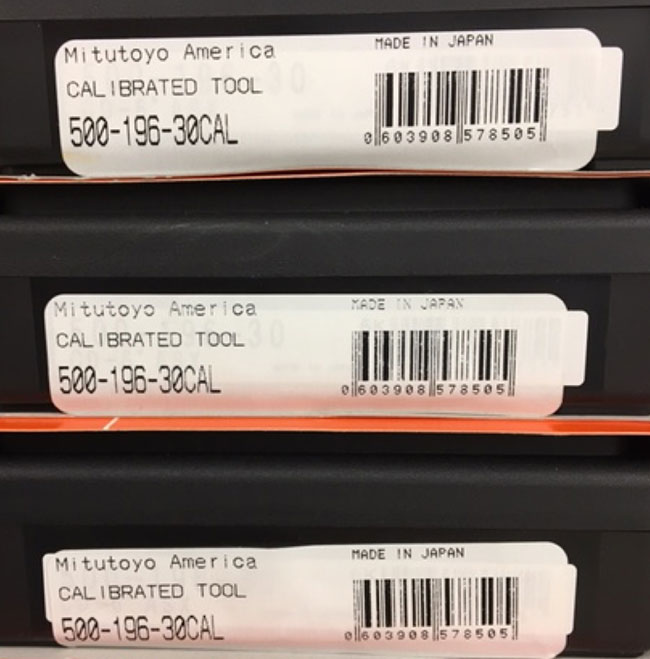 Mitutoyo America
MADE IN JAPAN
CALIBRATED TOOL
500-196-30CAL
0 603908 578505
Mitutoyo America
MADE IN JAPAN
CALIBRATED TOOL
500-196-30CAL
0 603908 578505
Mitutoyo America
MADE IN JAPAN
CALIBRATED TOOL
500-196-30CAL
0 603908 578505